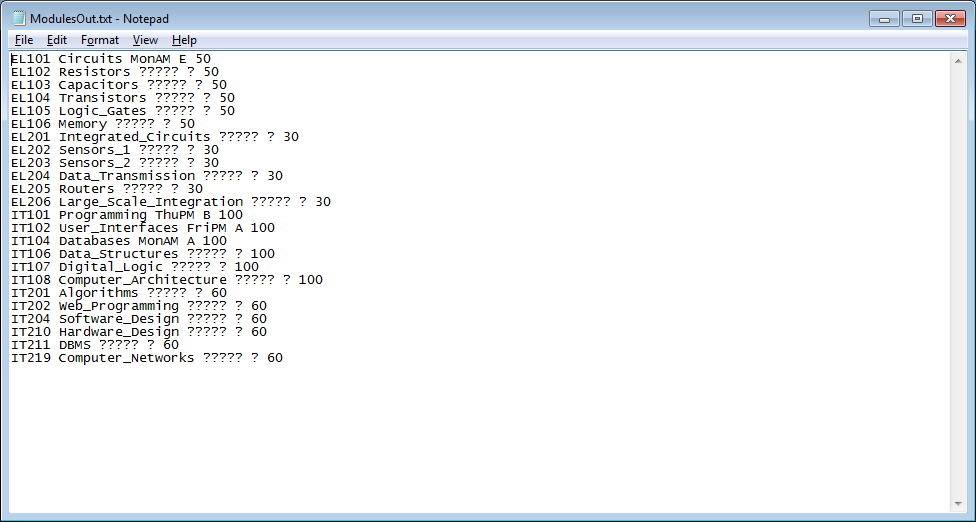 ModulesOut.txt - Notepad
File Edit Format View Help
EL101 Circuits MonAM E 50
EL102 Resistors ????? ? 50
EL103 Capacitors ????? ? 50
EL104 Transistors ????? ? 50
EL105 Logic_Gates ????? ? 50
EL106 Memory ????? ? 50
EL201 Integrated_Circuits ????? ? 30
EL202 Sensors_1 ????? ? 30
EL203 Sensors_2 ????? ? 30
EL204 Data_Transmission ????? ? 30
EL205 Routers ????? ? 30
EL206 Large_Scale_Integration ????? ? 30
IT101 Programming ThuPM B 100
IT102 User_Interfaces FriPM A 100
IT104 Databases MonAM A 100
IT106 Data_Structures ????? ? 100
IT107 Digital_Logic ????? ? 100
IT108 Computer_Architecture ????? ? 100
IT201 Algorithms ????? ? 60
IT202 Web_Programming ????? ? 60
IT204 Software_Design ????? ? 60
IT210 Hardware_Design ????? ? 60
IT211 DBMS ????? ? 60
IT219 Computer_Networks ????? ? 60